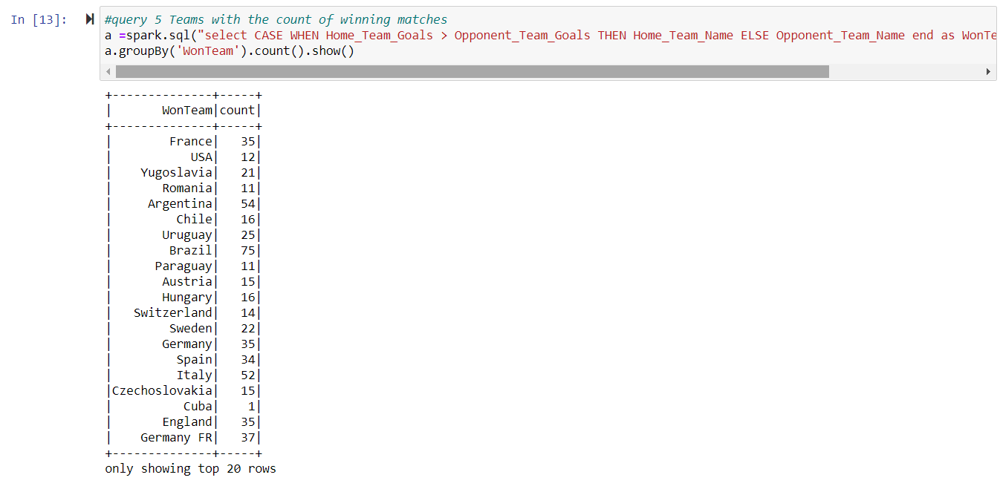 In [13]:
#query 5 Teams with the count of winning matches
a =spark.sql("select CASE WHEN Home_Team_Goals > Opponent_Team_Goals THEN Home_Team_Name ELSE Opponent_Team_Name end as WonTe
a.groupBy('WonTeam').count().show()
+--------------+-----+
|       WonTeam|count|
+--------------+-----+
|        France|   35|
|           USA|   12|
|    Yugoslavia|   21|
|       Romania|   11|
|     Argentina|   54|
|         Chile|   16|
|       Uruguay|   25|
|        Brazil|   75|
|      Paraguay|   11|
|       Austria|   15|
|       Hungary|   16|
|   Switzerland|   14|
|        Sweden|   22|
|       Germany|   35|
|         Spain|   34|
|         Italy|   52|
|Czechoslovakia|   15|
|          Cuba|    1|
|       England|   35|
|    Germany FR|   37|
+--------------+-----+
only showing top 20 rows